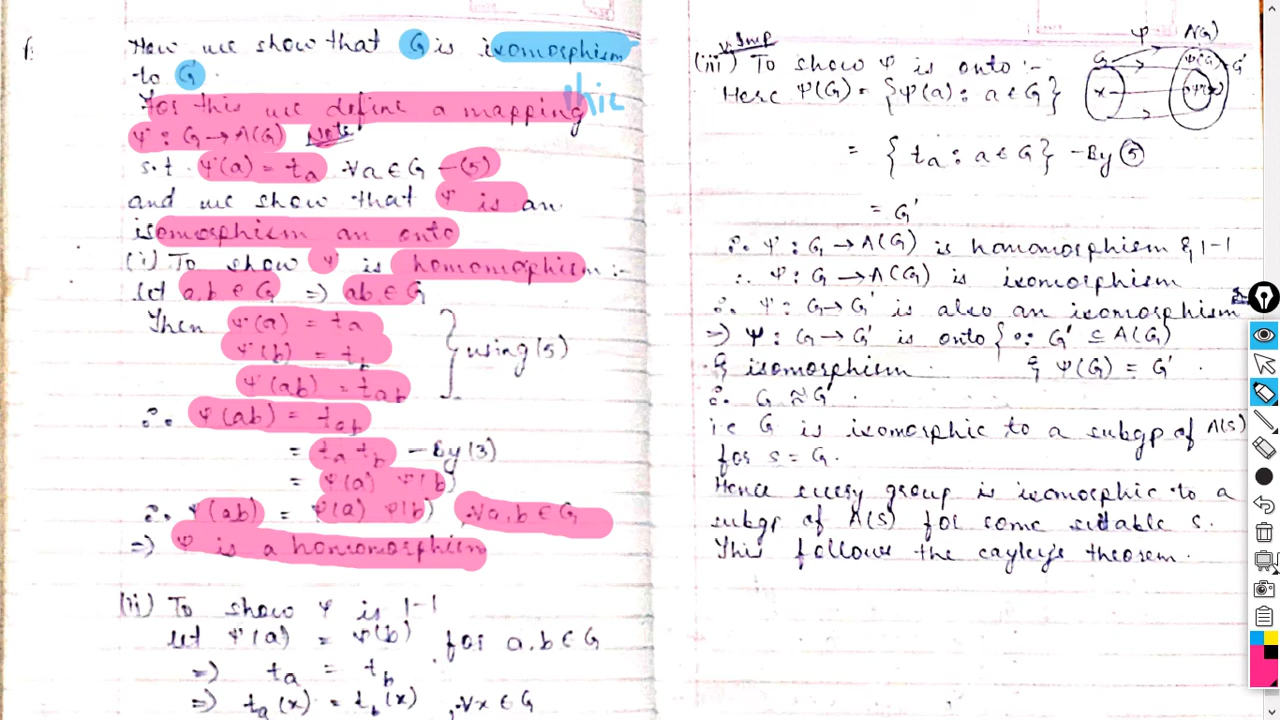 Now we show that G is isomorphism
to G'.
thic
For this we define a mapping
ψ : G → A(G) Note
s.t. ψ(a) = ta ∀a ∈ G —(5)
and we show that ψ is an
isomorphism an onto
(i) To show ψ is homomorphism :-
Let a,b ∈ G ⇒ ab ∈ G
Then ψ(a) = ta
ψ(b) = tb } using (5)
ψ(ab) = tab
∴ ψ(ab) = tab
= ta tb —By (3)
= ψ(a) ψ(b)
∴ ψ(ab) = ψ(a) ψ(b) , ∀a,b ∈ G
⇒ ψ is a homomorphism
(ii) To show ψ is 1-1
Let ψ(a) = ψ(b) for a,b ∈ G
⇒ ta = tb
⇒ ta(x) = tb(x) , ∀x ∈ G
V.Imp
(iii) To show ψ is onto :-
Here ψ(G) = {ψ(a) : a ∈ G}
ψ A(G)
G ψ(G) G'
x ψ(x)
= { ta : a ∈ G} —By (5)
= G'
∴ ψ : G → A(G) is homomorphism & 1-1
∴ ψ : G → A(G) is isomorphism
∴ ψ : G → G' is also an isomorphism
⇒ ψ : G → G' is onto { ∵ G' ⊆ A(G)
& isomorphism. & ψ(G) = G'.
∴ G ≈ G'.
i.e G is isomorphic to a subgp of A(S)
for s = G.
Hence every group is isomorphic to a
subgp of A(S) for some suitable s.
This follows the cayley's theorem.